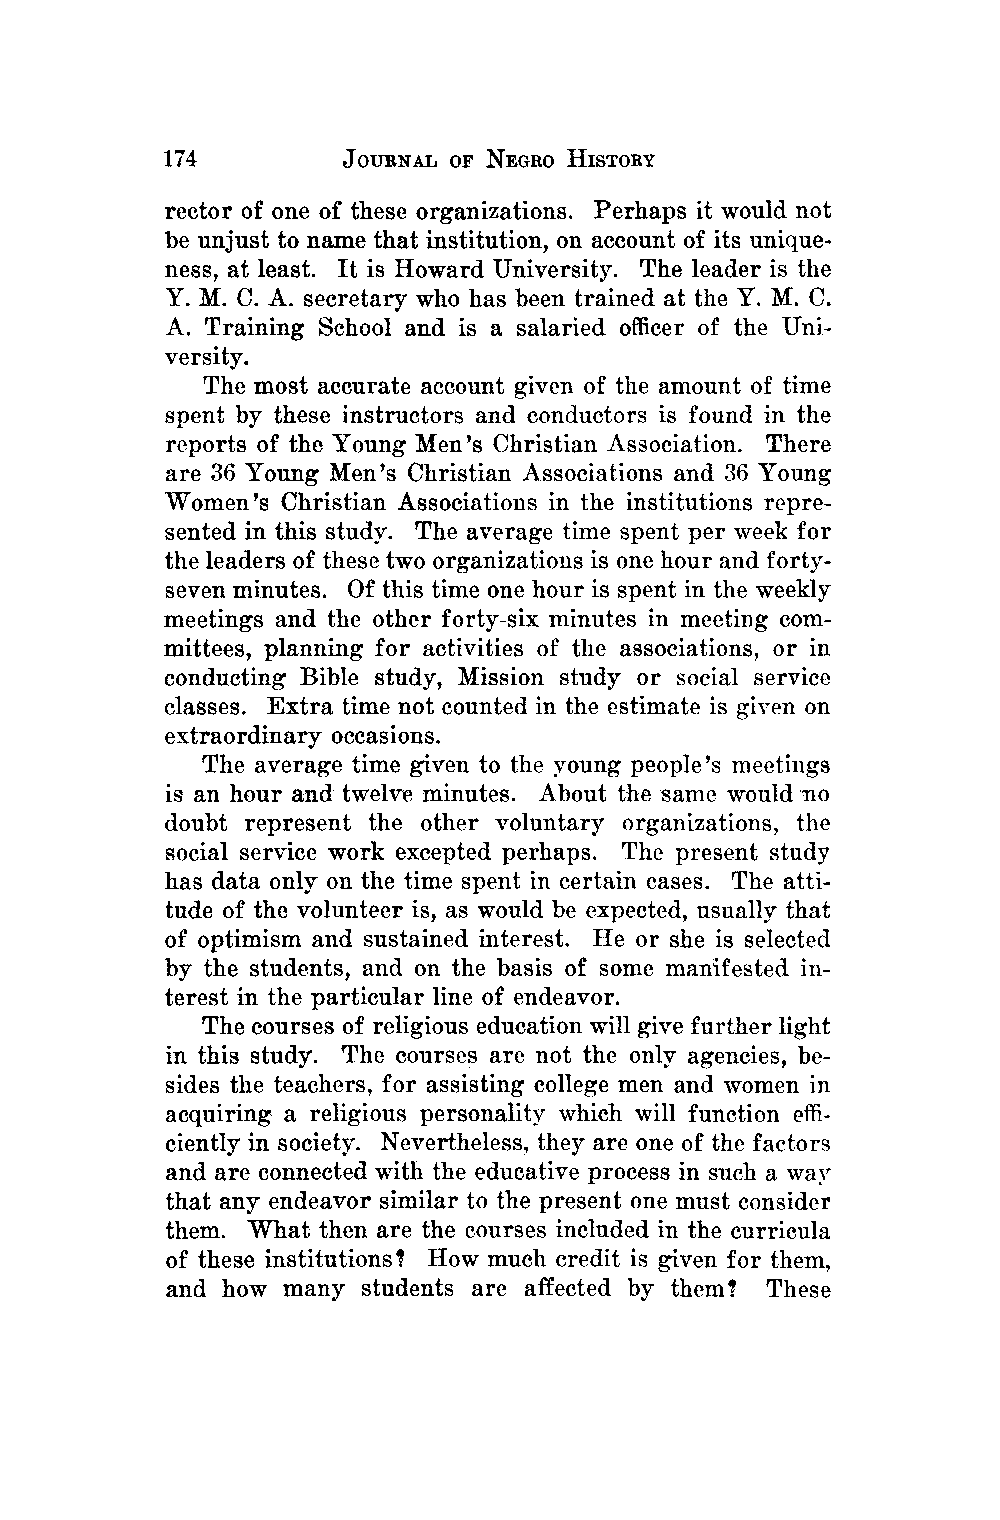 174 JOURNAL OF NEGRO HISTORY
rector of one of these organizations. Perhaps it would not
be unjust to name that institution, on account of its unique-
ness, at least. It is Howard University. The leader is the
Y. M. C. A. secretary who has been trained at the Y. M. C.
A. Training School and is a salaried officer of the Uni-
versity.
The most accurate account given of the amount of time
spent by these instructors and conductors is found in the
reports of the Young Men's Christian Association. There
are 36 Young Men's Christian Associations and 36 Young
Women's Christian Associations in the institutions repre-
sented in this study. The average time spent per week for
the leaders of these two organizations is one hour and forty-
seven minutes. Of this time one hour is spent in the weekly
meetings and the other forty-six minutes in meeting com-
mittees, planning for activities of the associations, or in
conducting Bible study, Mission study or social service
classes. Extra time not counted in the estimate is given on
extraordinary occasions.
The average time given to the young people's meetings
is an hour and twelve minutes. About the same would no
doubt represent the other voluntary organizations, the
social service work excepted perhaps. The present study
has data only on the time spent in certain cases. The atti-
tude of the volunteer is, as would be expected, usually that
of optimism and sustained interest. He or she is selected
by the students, and on the basis of some manifested in-
terest in the particular line of endeavor.
The courses of religious education will give further light
in this study. The courses are not the only agencies, be-
sides the teachers, for assisting college men and women in
acquiring a religious personality which will function effi-
ciently in society. Nevertheless, they are one of the factors
and are connected with the educative process in such a way
that any endeavor similar to the present one must consider
them. What then are the courses included in the curricula
of these institutions? How much credit is given for them,
and how many students are affected by them? These